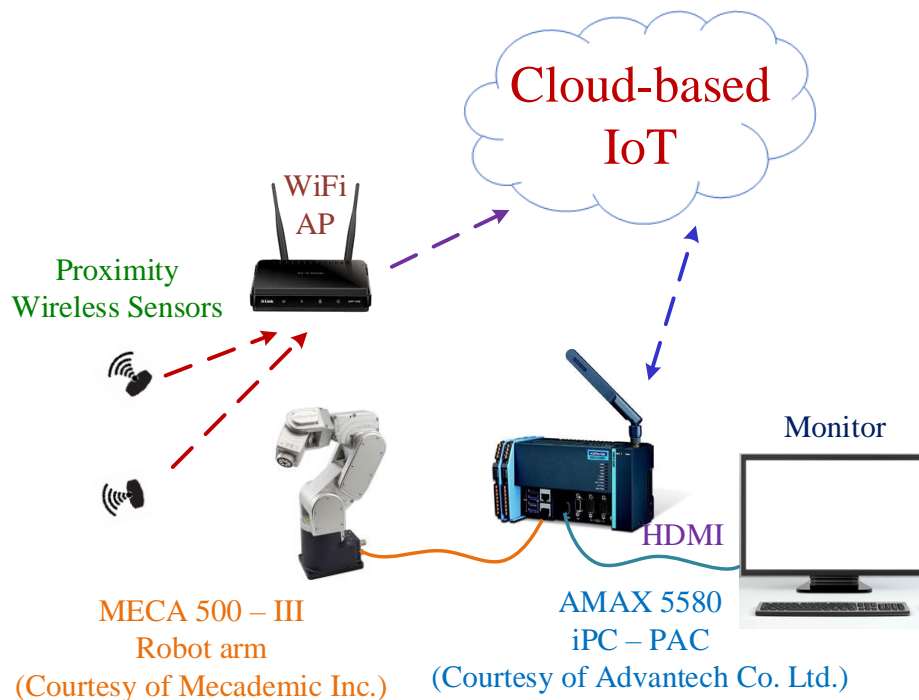 Cloud-based
IoT
WiFi
AP
Proximity
Wireless Sensors
D-Link
Monitor
HDMI
MECA 500 – III
Robot arm
(Courtesy of Mecademic Inc.)
AMAX 5580
iPC – PAC
(Courtesy of Advantech Co. Ltd.)